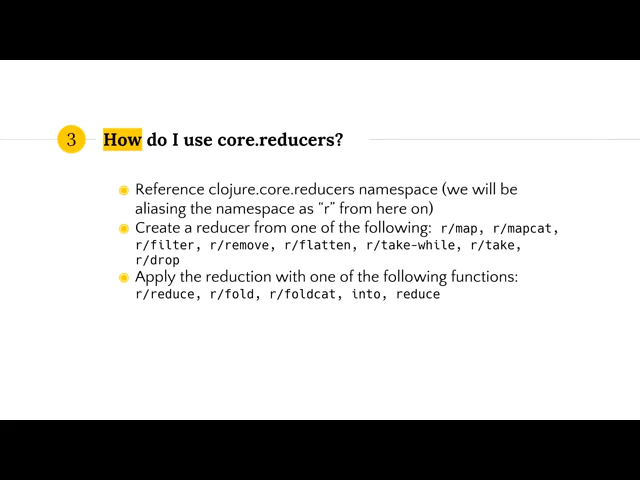 3
How do I use core.reducers?
Reference clojure.core.reducers namespace (we will be
aliasing the namespace as “r” from here on)
Create a reducer from one of the following: r/map, r/mapcat,
r/filter, r/remove, r/flatten, r/take-while, r/take,
r/drop
Apply the reduction with one of the following functions:
r/reduce, r/fold, r/foldcat, into, reduce